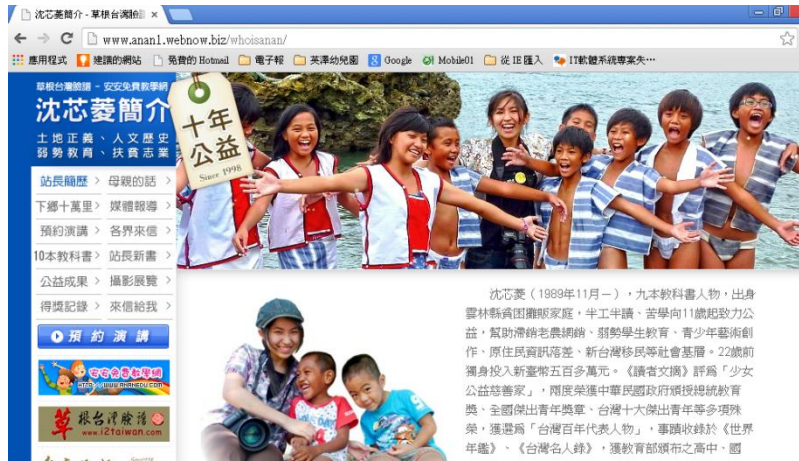 沈芯菱簡介 - 草根台灣臉譜
www.anan1.webnow.biz/whoisanan/
應用程式 建議的網站 免費的 Hotmail 電子報 英澤幼兒園 Google Mobile01 從 IE 匯入 IT軟體系統專案失…
草根台灣臉譜 - 安安免費教學網
沈芯菱簡介
土地正義、人文歷史
弱勢教育、扶貧志業
十年
公益
Since 1998
站長簡歷 > 母親的話 >
下鄉十萬里> 媒體報導 >
預約演講 > 各界來信 >
10本教科書> 站長新書 >
公益成果 > 攝影展覽 >
得獎記錄 > 來信給我 >
預約演講
安安免費教學網
HTTP://WWW.ANANEDU.COM
草根台灣臉譜
www.i2taiwan.com
沈芯菱(1989年11月-),九本教科書人物,出身
雲林縣貧困攤販家庭,半工半讀、苦學向11歲起致力公
益,幫助滯銷老農網銷、弱勢學生教育、青少年藝術創
作、原住民資訊落差、新台灣移民等社會基層。22歲前
獨身投入新臺幣五百多萬元。《讀者文摘》評為「少女
公益慈善家」,兩度榮獲中華民國政府頒授總統教育
獎、全國傑出青年獎章、台灣十大傑出青年等多項殊
榮,獲選為「台灣百年代表人物」,事蹟收錄於《世界
年鑑》、《台灣名人錄》,獲教育部頒布之高中、國